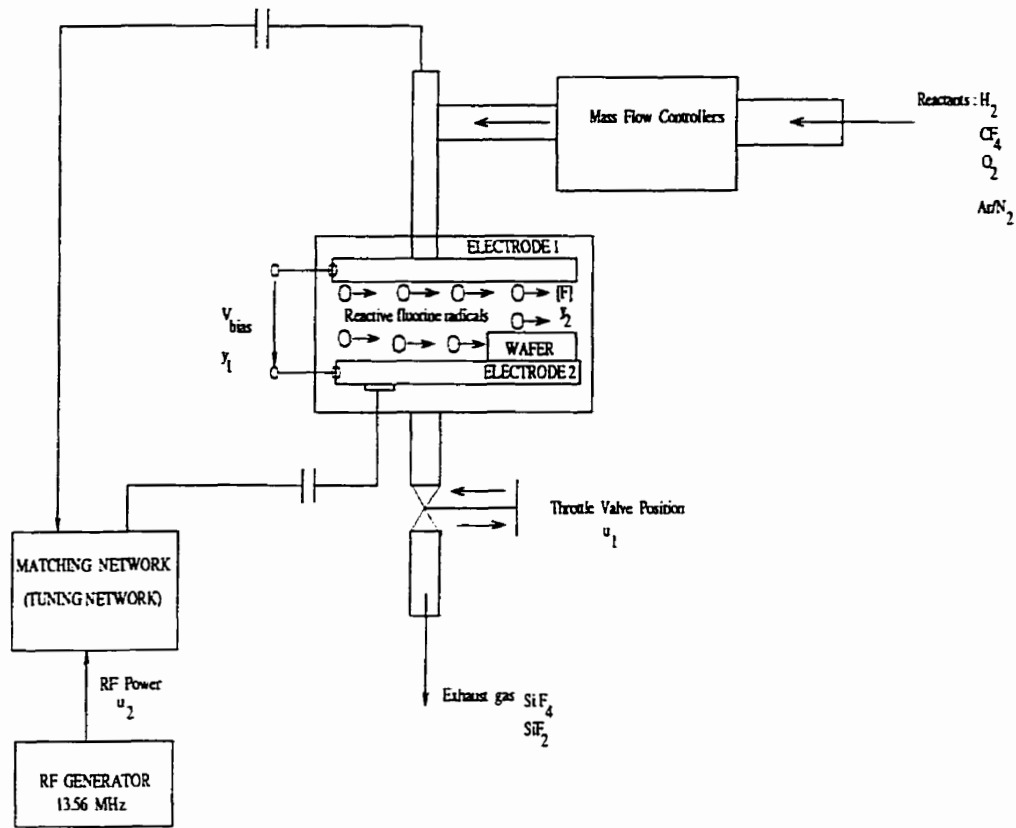 Mass Flow Controllers
Reactants : H2
CF4
O2
Ar/N2
ELECTRODE 1
[F]
y2
Reactive fluorine radicals
Vbias
y1
WAFER
ELECTRODE 2
Throttle Valve Position
u1
MATCHING NETWORK
(TUNING NETWORK)
RF Power
u2
Exhaust gas SiF4
SiF2
RF GENERATOR
13.56 MHz